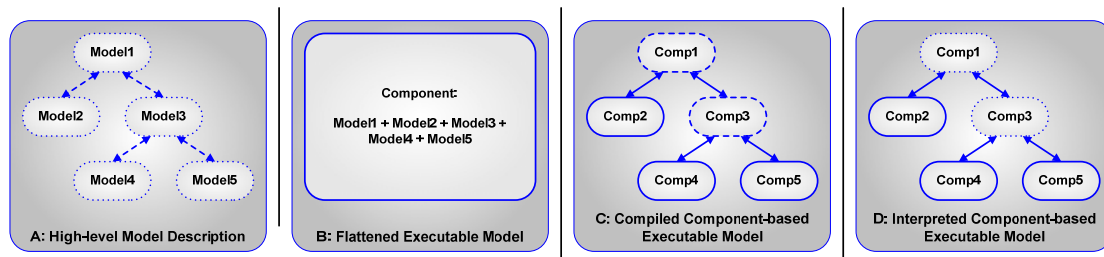 Model1
Model2
Model3
Model4
Model5
A: High-level Model Description
Component:
Model1 + Model2 + Model3 +
Model4 + Model5
B: Flattened Executable Model
Comp1
Comp2
Comp3
Comp4
Comp5
C: Compiled Component-based
Executable Model
Comp1
Comp2
Comp3
Comp4
Comp5
D: Interpreted Component-based
Executable Model